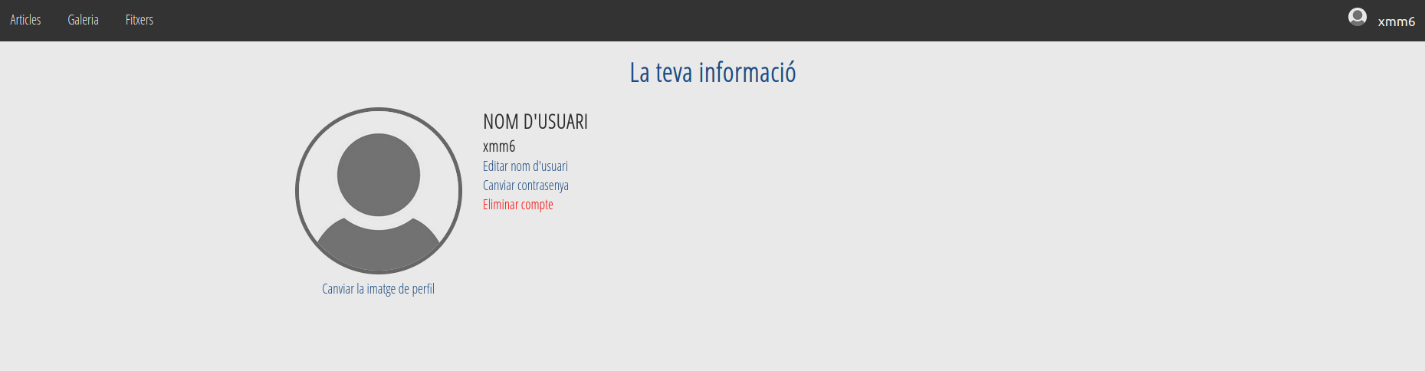 Articles Galeria Fitxers xmm6
La teva informació
NOM D'USUARI
xmm6
Editar nom d'usuari
Canviar contrasenya
Eliminar compte
Canviar la imatge de perfil